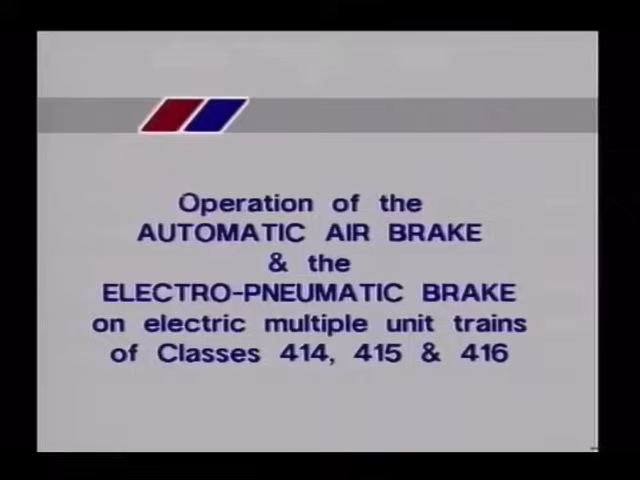 Operation of the
AUTOMATIC AIR BRAKE
& the
ELECTRO-PNEUMATIC BRAKE
on electric multiple unit trains
of Classes 414, 415 & 416